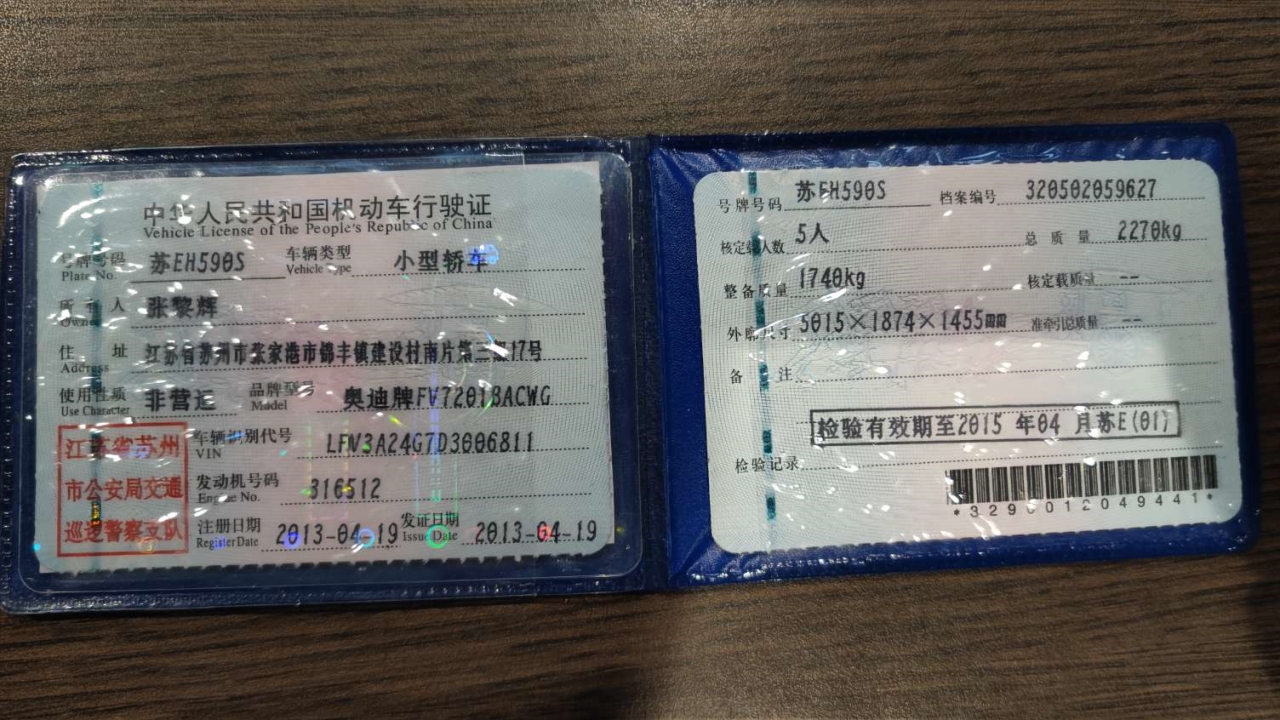 中华人民共和国机动车行驶证
Vehicle License of the People's Republic of China
号牌号码 苏EH590S 车辆类型 小型轿车
Plate No. Vehicle Type
所有人 张黎辉
Owner
住址 江苏省苏州市张家港市锦丰镇建设村南片第三组17号
Address
使用性质 非营运 品牌型号 奥迪牌FV7201BACWG
Use Character Model
江苏省苏州
市公安局交通
巡逻警察支队
车辆识别代号 LFV3A24G7D3006811
VIN
发动机号码 316512
Engine No.
注册日期 2013-04-19 发证日期 2013-04-19
Register Date Issue Date
号牌号码 苏EH590S 档案编号 320502059627
核定载人数 5人 总质量 2270kg
整备质量 1740kg 核定载质量 --
外廓尺寸 5015×1874×1455mm 准牵引总质量 --
备注
检验有效期至2015年04月苏E(01)
检验记录
*3296012049441*